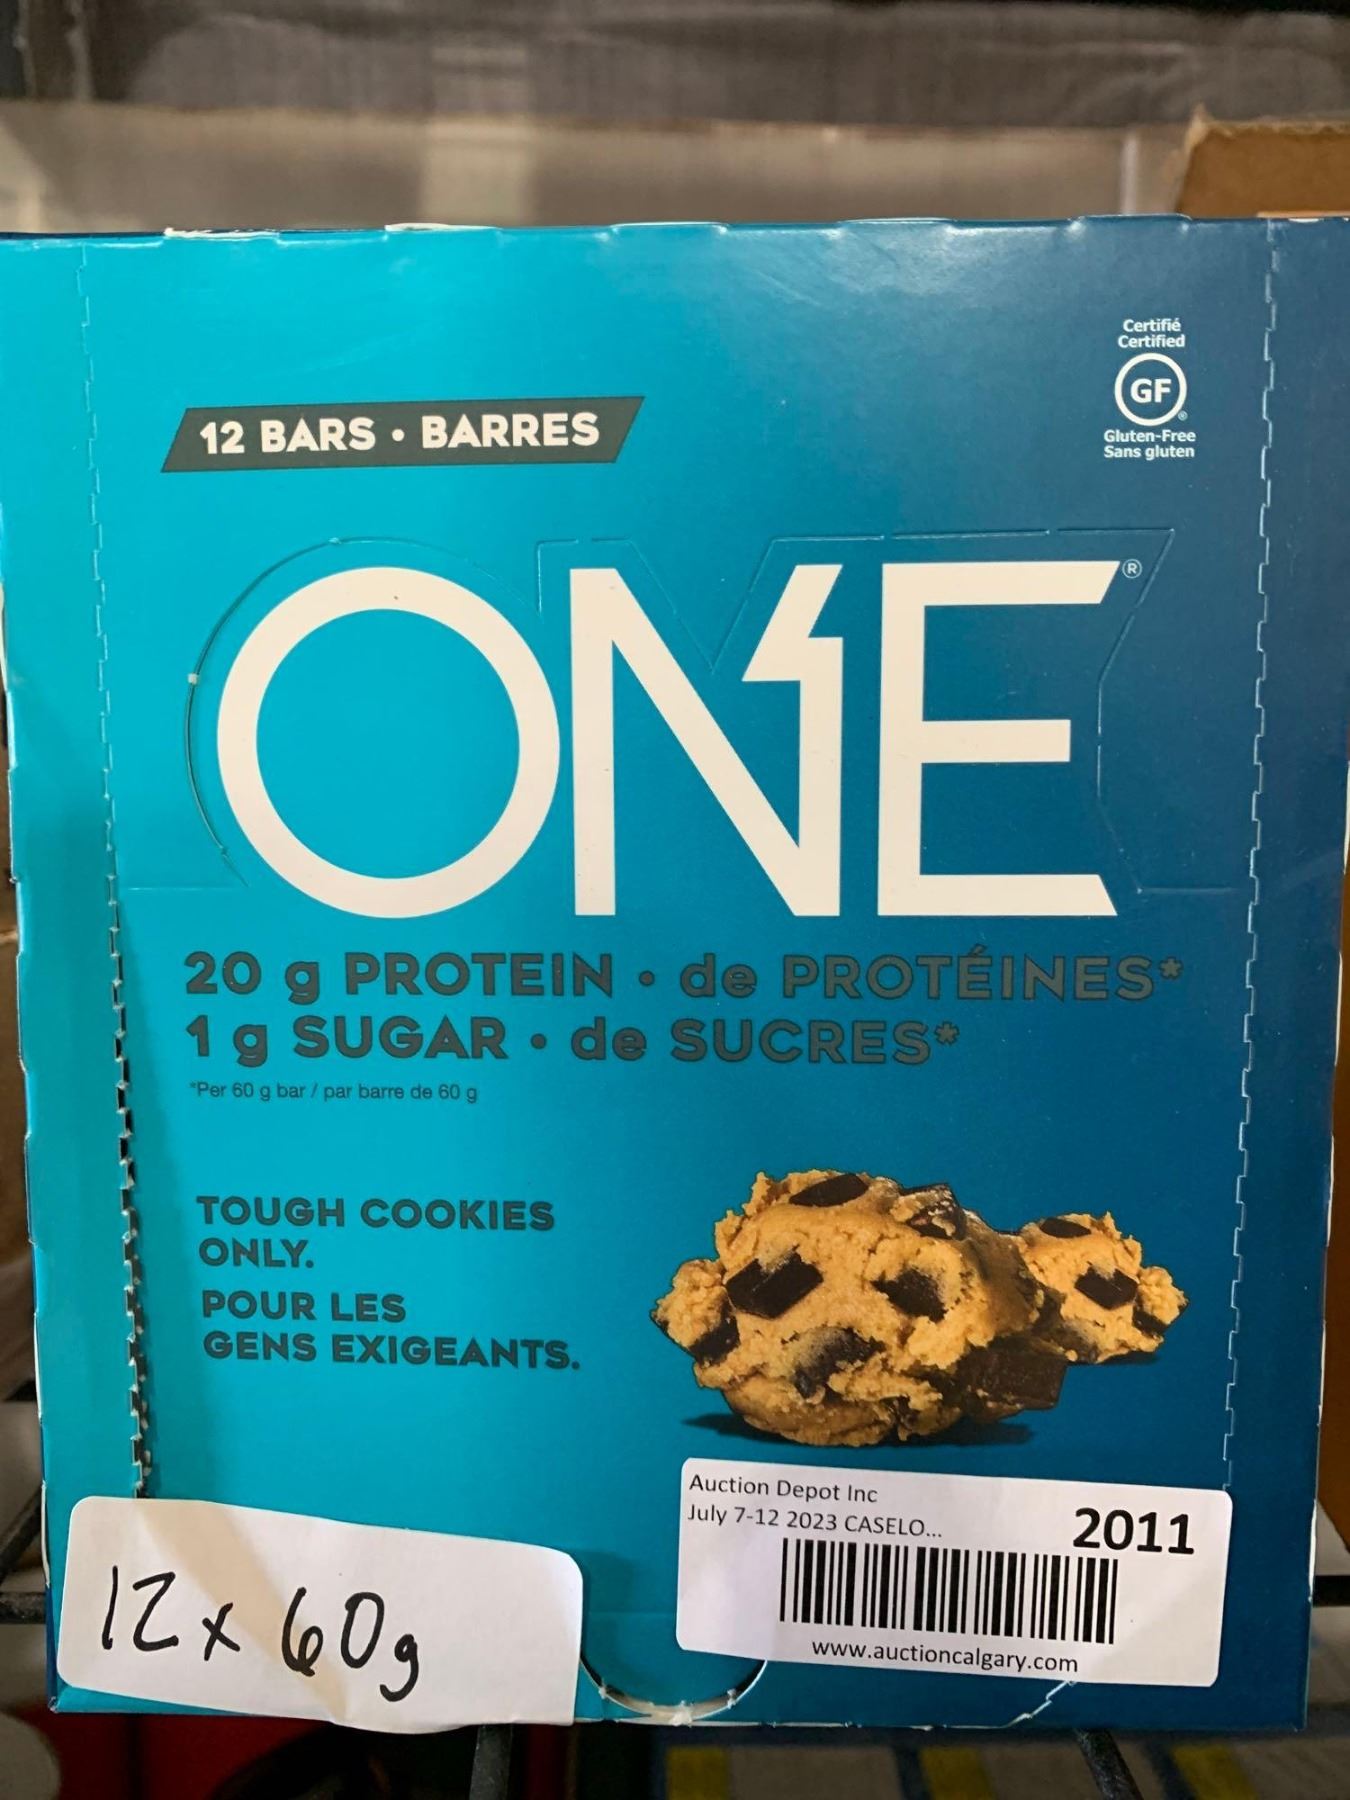 Certifié
Certified
GF
Gluten-Free
Sans gluten
12 BARS • BARRES
ONE®
20 g PROTEIN • de PROTÉINES*
1 g SUGAR • de SUCRES*
*Per 60 g bar / par barre de 60 g
TOUGH COOKIES
ONLY.
POUR LES
GENS EXIGEANTS.
Auction Depot Inc
July 7-12 2023 CASELO...
2011
www.auctioncalgary.com
12x60g